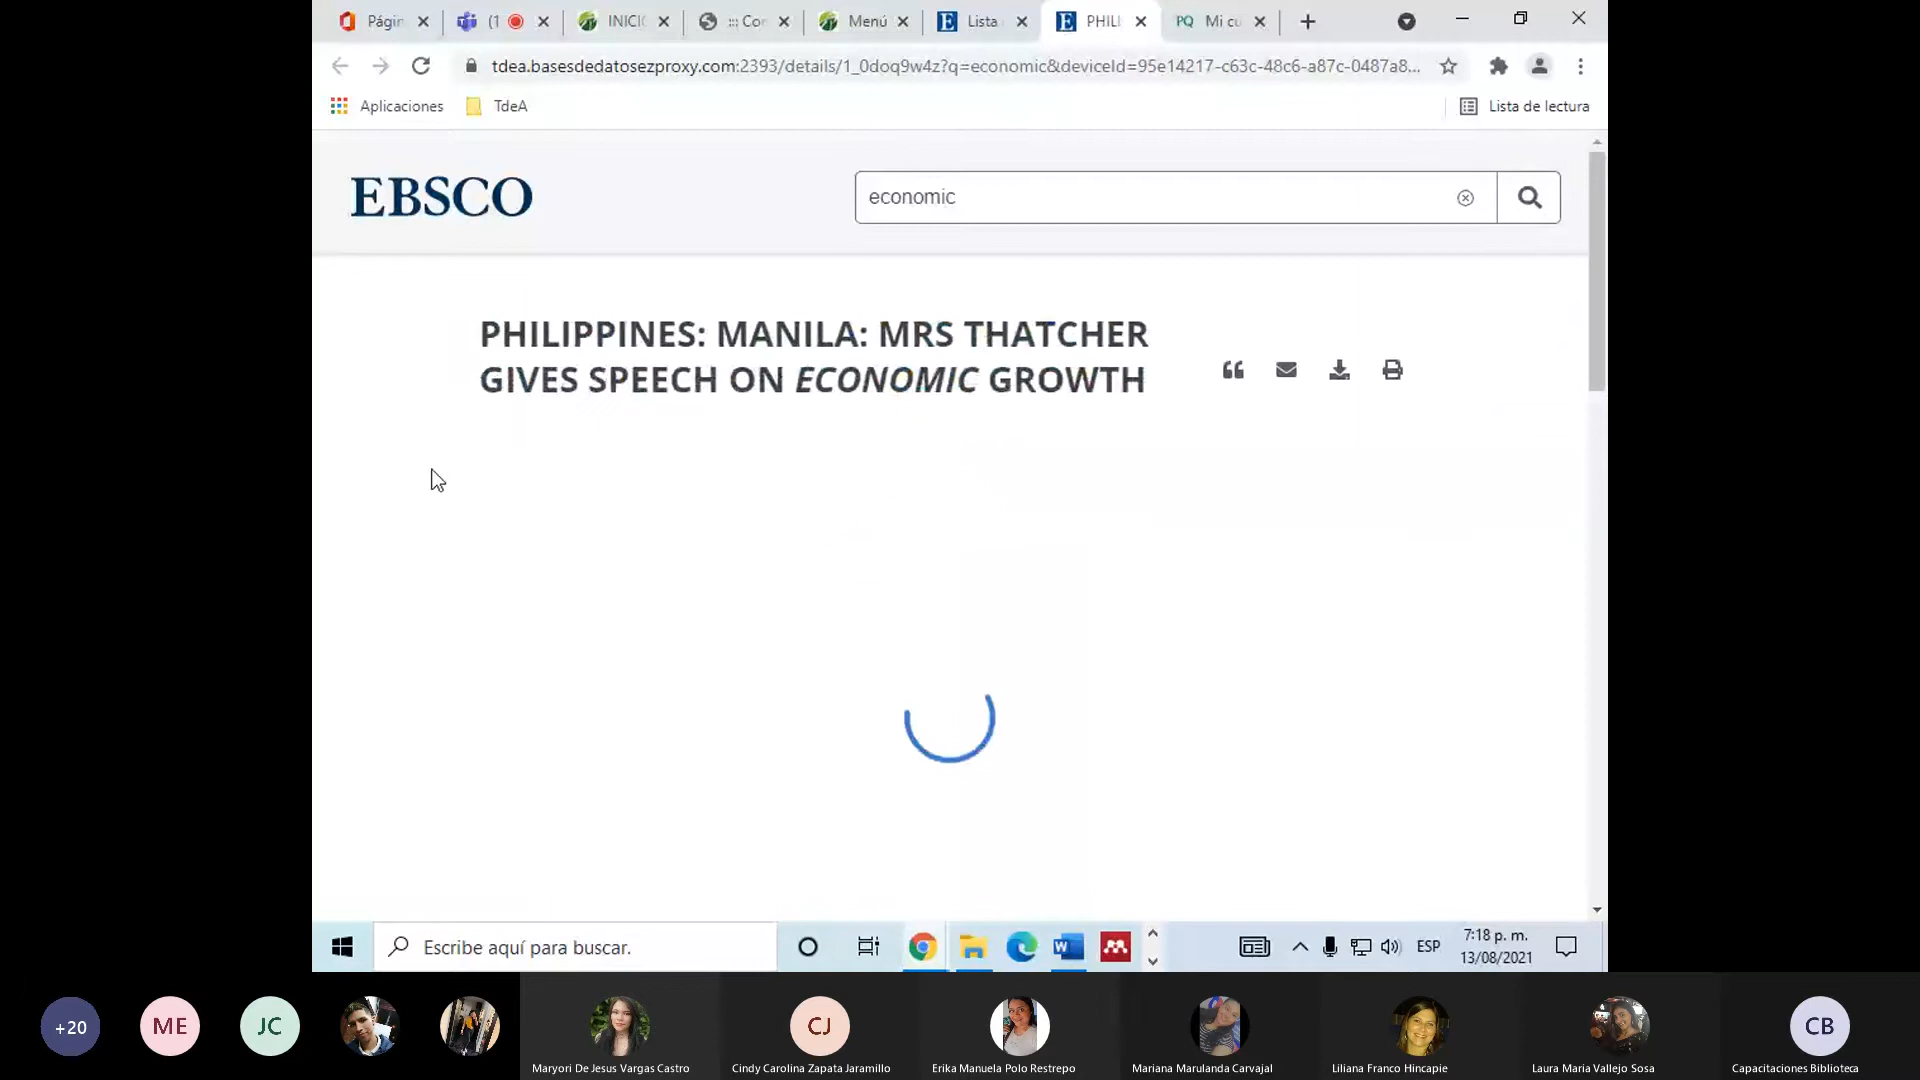 Págin
(1
INICI
::: Cor
Menú
Lista
PHILI
PQ Mi cu
tdea.basesdedatosezproxy.com:2393/details/1_0doq9w4z?q=economic&deviceId=95e14217-c63c-48c6-a87c-0487a8...
Aplicaciones
TdeA
Lista de lectura
EBSCO
economic
PHILIPPINES: MANILA: MRS THATCHER
GIVES SPEECH ON ECONOMIC GROWTH
Escribe aquí para buscar.
ESP
7:18 p. m.
13/08/2021
+20
ME
JC
CJ
CB
Maryori De Jesus Vargas Castro
Cindy Carolina Zapata Jaramillo
Erika Manuela Polo Restrepo
Mariana Marulanda Carvajal
Liliana Franco Hincapie
Laura Maria Vallejo Sosa
Capacitaciones Biblioteca